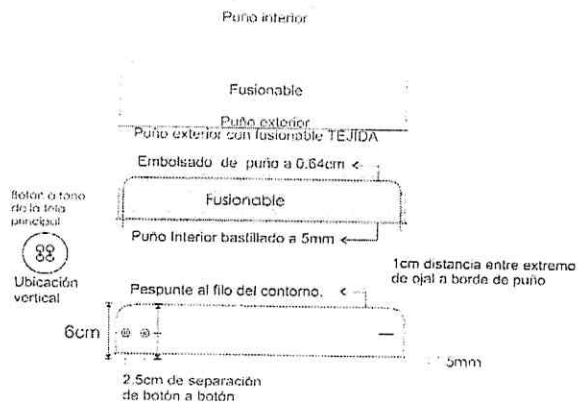 Puño interior
Fusionable
Puño exterior
Puño exterior con fusionable TEJIDA
Embolsado de puño a 0.64cm
Fusionable
Botón a tono
de la tela
principal
Puño Interior bastillado a 5mm
Ubicación
vertical
1cm distancia entre extremo
de ojal a borde de puño
Pespunte al filo del contorno.
6cm
5mm
2.5cm de separación
de botón a botón